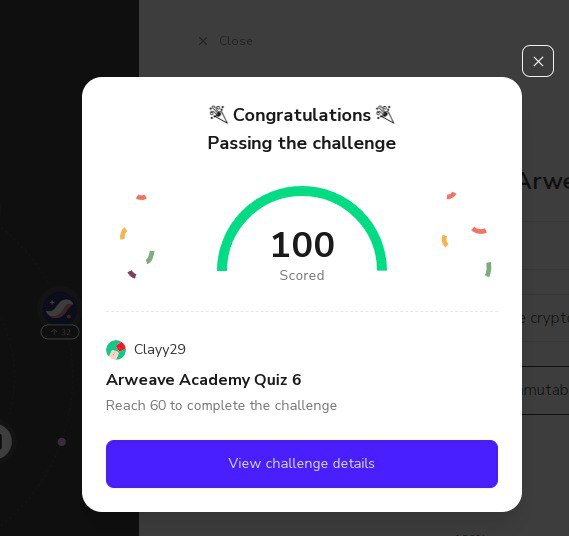 Close
Congratulations
Passing the challenge
100
Scored
Clayy29
Arweave Academy Quiz 6
Reach 60 to complete the challenge
View challenge details
Arwe
e crypt
mutab
32